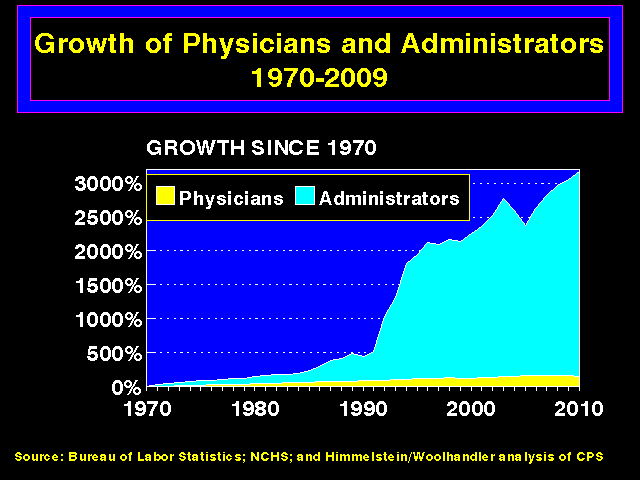 Growth of Physicians and Administrators
1970-2009
GROWTH SINCE 1970
Physicians Administrators
3000%
2500%
2000%
1500%
1000%
500%
0%
1970 1980 1990 2000 2010
Source: Bureau of Labor Statistics; NCHS; and Himmelstein/Woolhandler analysis of CPS